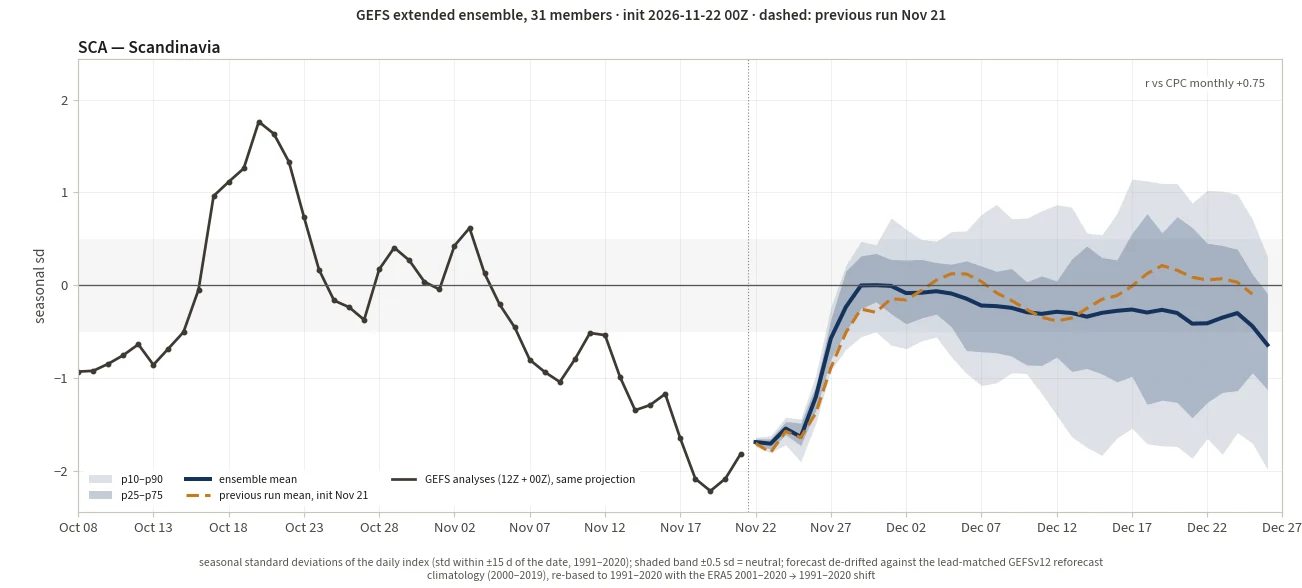 GEFS extended ensemble, 31 members · init 2026-11-22 00Z · dashed: previous run Nov 21
SCA — Scandinavia
r vs CPC monthly +0.75
seasonal sd
2
1
0
−1
−2
p10–p90
p25–p75
ensemble mean
previous run mean, init Nov 21
GEFS analyses (12Z + 00Z), same projection
Oct 08 Oct 13 Oct 18 Oct 23 Oct 28 Nov 02 Nov 07 Nov 12 Nov 17 Nov 22 Nov 27 Dec 02 Dec 07 Dec 12 Dec 17 Dec 22 Dec 27
seasonal standard deviations of the daily index (std within ±15 d of the date, 1991–2020); shaded band ±0.5 sd = neutral; forecast de-drifted against the lead-matched GEFSv12 reforecast
climatology (2000–2019), re-based to 1991–2020 with the ERA5 2001–2020 → 1991–2020 shift